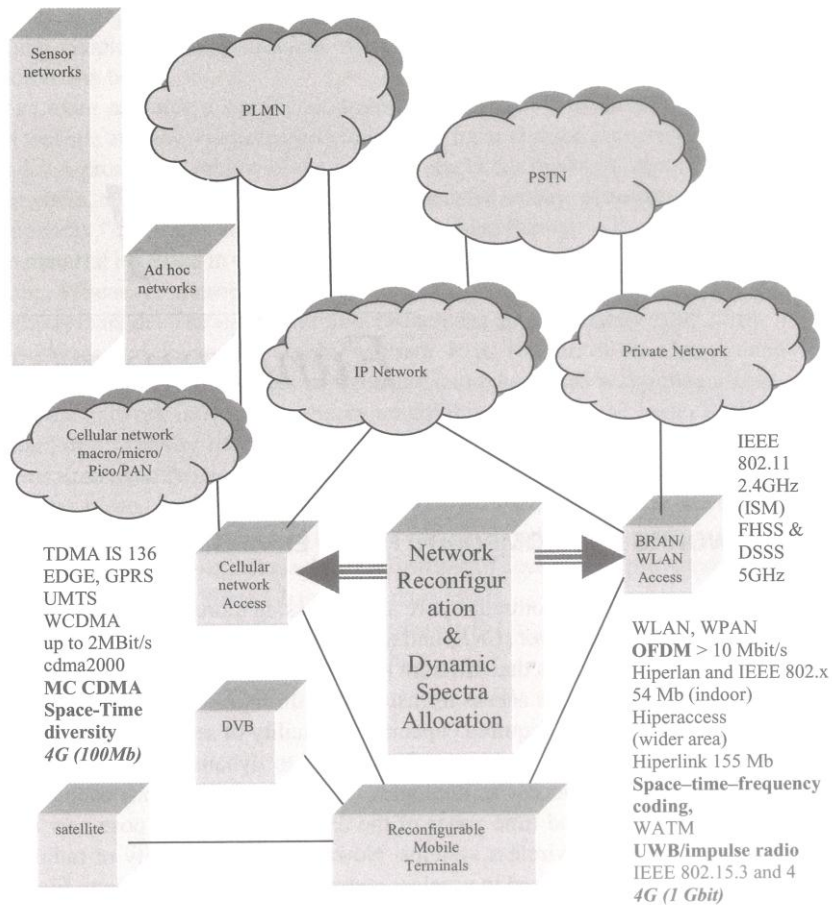 Sensor
networks
PLMN
PSTN
Ad hoc
networks
IP Network
Private Network
Cellular network
macro/micro/
Pico/PAN
IEEE
802.11
2.4GHz
(ISM)
FHSS &
DSSS
5GHz
Cellular
network
Access
Network
Reconfigur
ation
&
Dynamic
Spectra
Allocation
BRAN/
WLAN
Access
TDMA IS 136
EDGE, GPRS
UMTS
WCDMA
up to 2MBit/s
cdma2000
MC CDMA
Space-Time
diversity
4G (100Mb)
WLAN, WPAN
OFDM > 10 Mbit/s
Hiperlan and IEEE 802.x
54 Mb (indoor)
Hiperaccess
(wider area)
Hiperlink 155 Mb
Space–time–frequency
coding,
WATM
UWB/impulse radio
IEEE 802.15.3 and 4
4G (1 Gbit)
DVB
satellite
Reconfigurable
Mobile
Terminals